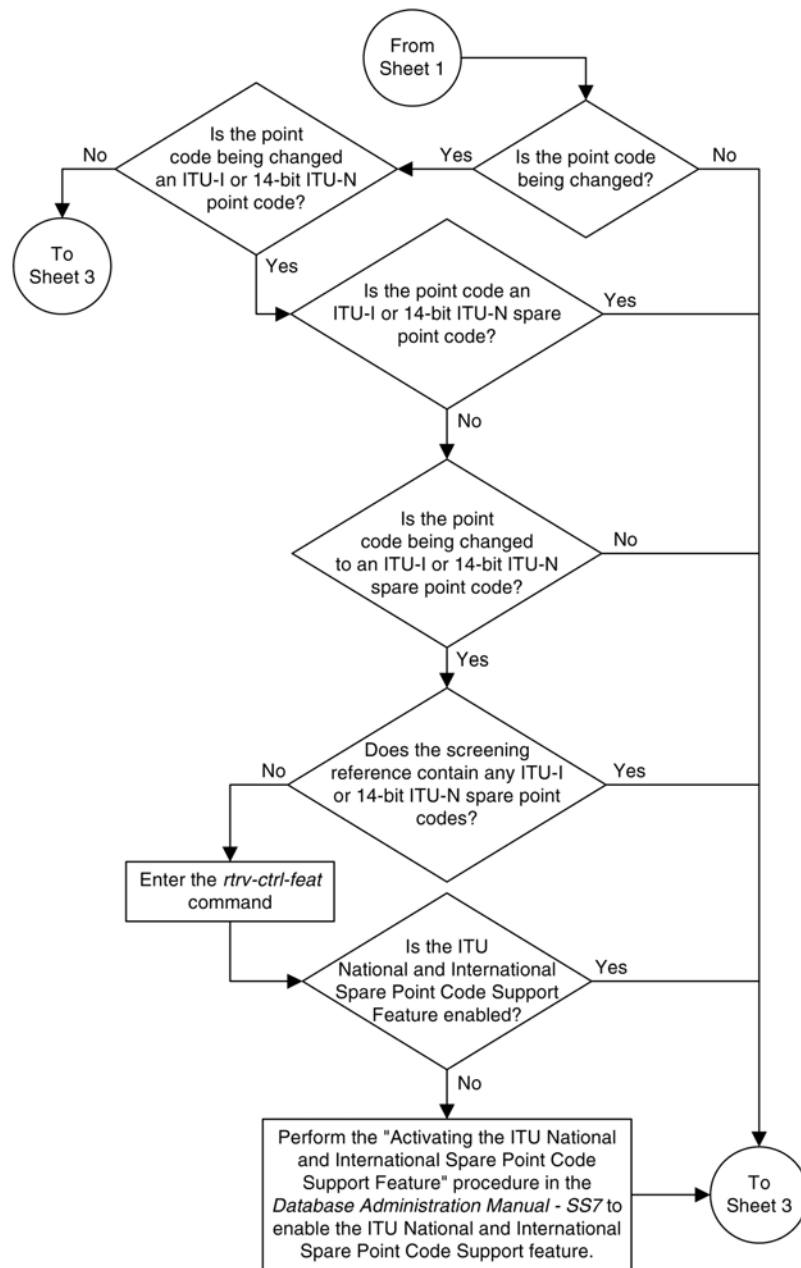 From
Sheet 1
Is the point code
being changed?
Yes
No
Is the point
code being changed
an ITU-I or 14-bit ITU-N
point code?
No
Yes
To
Sheet 3
Is the point code an
ITU-I or 14-bit ITU-N spare
point code?
Yes
No
Is the point
code being changed
to an ITU-I or 14-bit ITU-N
spare point code?
No
Yes
Does the screening
reference contain any ITU-I
or 14-bit ITU-N spare point
codes?
No
Yes
Enter the rtrv-ctrl-feat
command
Is the ITU
National and International
Spare Point Code Support
Feature enabled?
Yes
No
Perform the "Activating the ITU National
and International Spare Point Code
Support Feature" procedure in the
Database Administration Manual - SS7 to
enable the ITU National and International
Spare Point Code Support feature.
To
Sheet 3